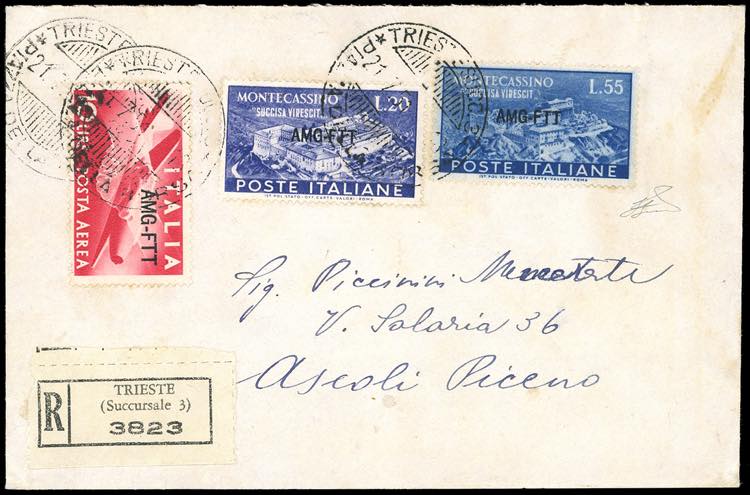 TRIESTE
21
PIAZZA
MONTECASSINO
"SUCCISA VIRESCIT"
L.20
AMG-FTT
POSTE ITALIANE
IST. POL. STATO - OFF. CARTE-VALORI - ROMA
MONTECASSINO
"SUCCISA VIRESCIT"
L.55
AMG-FTT
POSTE ITALIANE
IST. POL. STATO - OFF. CARTE-VALORI - ROMA
POSTA AEREA
ITALIA
AMG-FTT
Sig. Piccinini
V. Salaria 36
Ascoli Piceno
R
TRIESTE
(Succursale 3)
3823